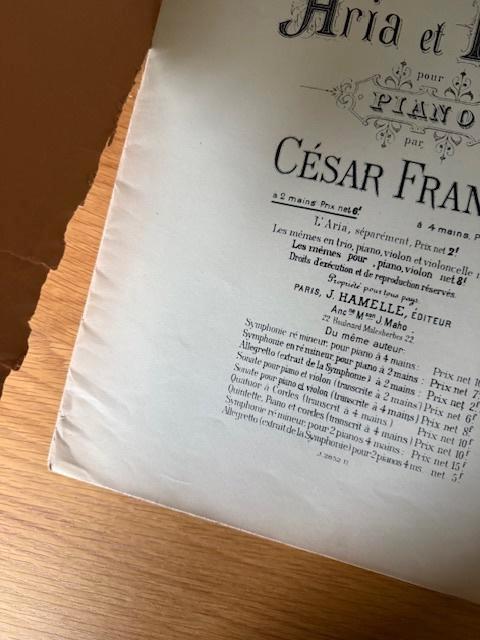 Aria et
pour
PIANO
par
CÉSAR FRAN
à 2 mains Prix net 6f
à 4 mains, P
L'Aria, séparément, Prix net 2f
Les mêmes en trio, piano, violon et violoncelle
Les mêmes pour piano, violon net 8f
Droits d'exécution et de reproduction réservés.
Propriété pour tous pays.
PARIS, J. HAMELLE, ÉDITEUR
Ancne Mson J. Maho.
22 Boulevard Malesherbes 22
Du même auteur
Symphonie ré mineur, pour piano à 4 mains: Prix net
Symphonie en ré mineur, pour piano à 2 mains: Prix net 7
Allegretto (extrait de la Symphonie) à 2 mains: Prix net 2f
Sonate pour piano et violon (transcrite à 2 mains) Prix net 6f
Sonate pour piano et violon (transcrite à 4 mains) Prix net 8f
Quatuor à Cordes (transcrit à 4 mains) Prix net 10f
Quintette, Piano et cordes (transcrit à 4 mains) Prix net 10f
Symphonie ré mineur, pour 2 pianos 4 mains: Prix net 15f
Allegretto (extrait de la Symphonie) pour 2 pianos 4 ms. net 5f
J. 2852 H.